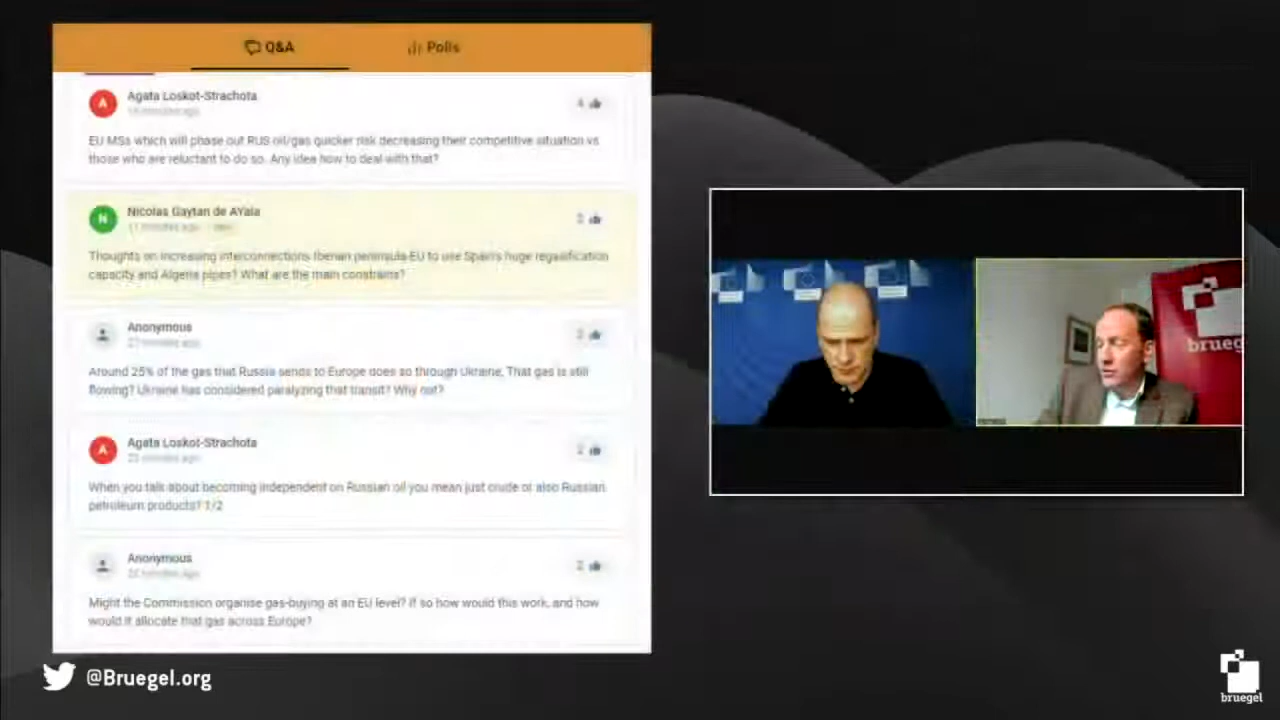 Q&A
Polls
Agata Loskot-Strachota
4
EU MSs which will phase out RUS oil/gas quicker risk decreasing their competitive situation vs
those who are reluctant to do so. Any idea how to deal with that?
Nicolas Gaytan de AYala
11 minutes ago
Thoughts on increasing interconnections Iberian peninsula-EU to use Spain's huge regasification
capacity and Algeria pipes? What are the main constrains?
Anonymous
2
Around 25% of the gas that Russia sends to Europe does so through Ukraine. That gas is still
flowing? Ukraine has considered paralyzing that transit? Why not?
Agata Loskot-Strachota
2
When you talk about becoming independent on Russian oil you mean just crude or also Russian
petroleum products? 1/2
Anonymous
2
Might the Commission organise gas-buying at an EU level? If so how would this work, and how
would it allocate that gas across Europe?
bruegel
@Bruegel.org
bruegel